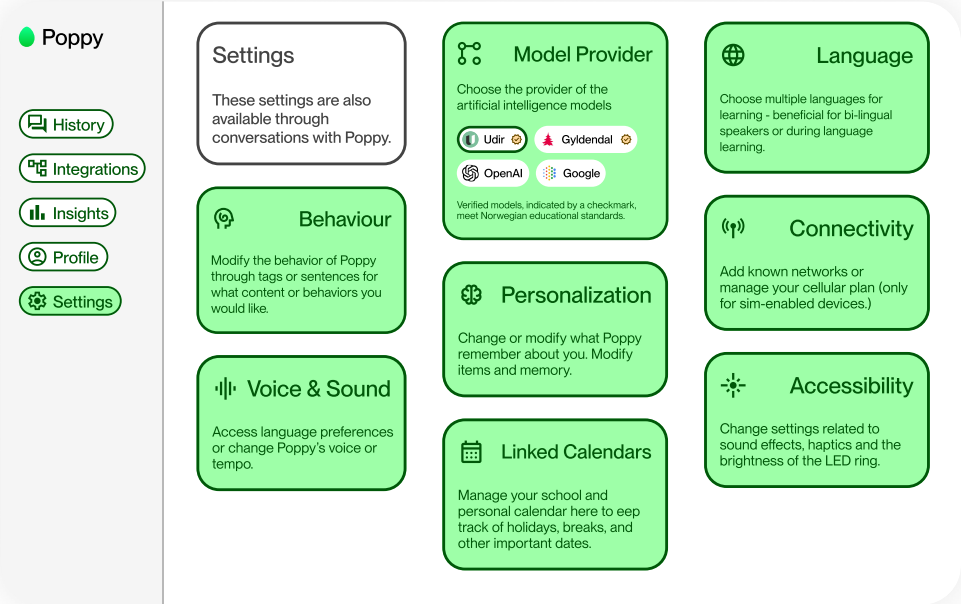 Poppy
History
Integrations
Insights
Profile
Settings
Settings
These settings are also
available through
conversations with Poppy.
Behaviour
Modify the behavior of Poppy
through tags or sentences for
what content or behaviors you
would like.
Voice & Sound
Access language preferences
or change Poppy's voice or
tempo.
Model Provider
Choose the provider of the
artificial intelligence models
Udir
Gyldendal
OpenAI
Google
Verified models, indicated by a checkmark,
meet Norwegian educational standards.
Personalization
Change or modify what Poppy
remember about you. Modify
items and memory.
Linked Calendars
Manage your school and
personal calendar here to eep
track of holidays, breaks, and
other important dates.
Language
Choose multiple languages for
learning - beneficial for bi-lingual
speakers or during language
learning.
Connectivity
Add known networks or
manage your cellular plan (only
for sim-enabled devices.)
Accessibility
Change settings related to
sound effects, haptics and the
brightness of the LED ring.